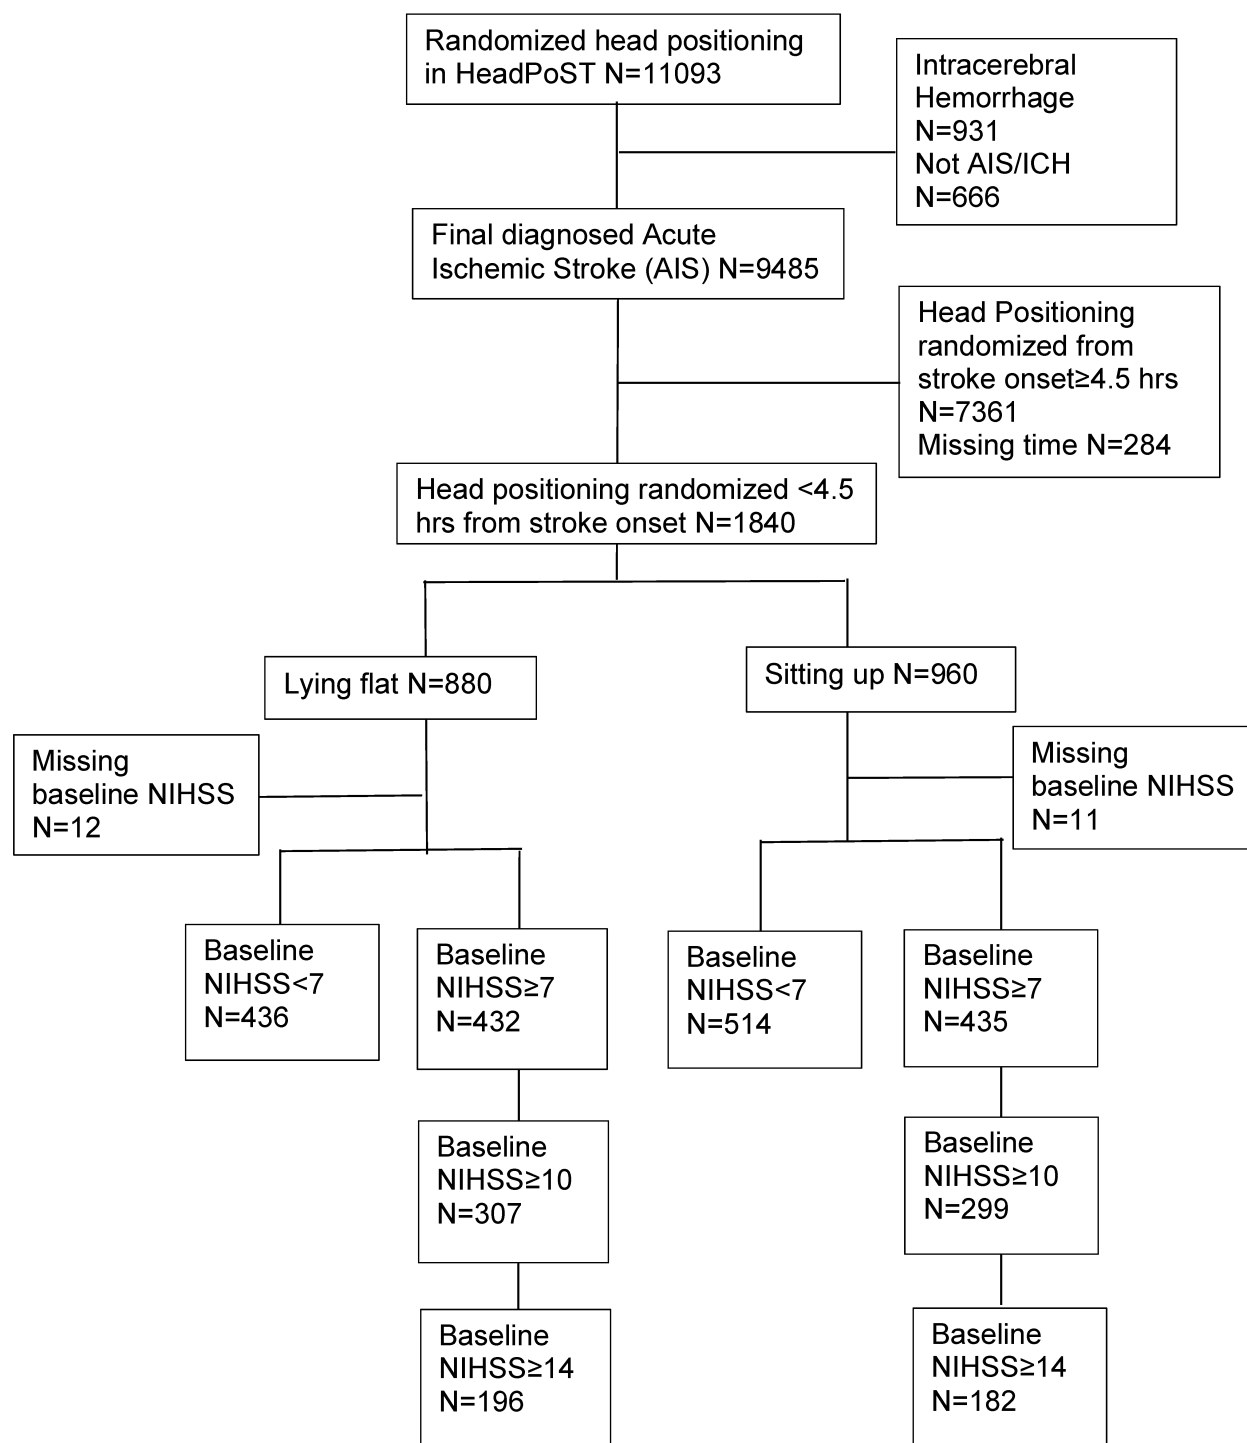 Randomized head positioning
in HeadPoST N=11093
Intracerebral
Hemorrhage
N=931
Not AIS/ICH
N=666
Final diagnosed Acute
Ischemic Stroke (AIS) N=9485
Head Positioning
randomized from
stroke onset≥4.5 hrs
N=7361
Missing time N=284
Head positioning randomized <4.5
hrs from stroke onset N=1840
Lying flat N=880
Sitting up N=960
Missing
baseline NIHSS
N=12
Missing
baseline NIHSS
N=11
Baseline
NIHSS<7
N=436
Baseline
NIHSS≥7
N=432
Baseline
NIHSS<7
N=514
Baseline
NIHSS≥7
N=435
Baseline
NIHSS≥10
N=307
Baseline
NIHSS≥10
N=299
Baseline
NIHSS≥14
N=196
Baseline
NIHSS≥14
N=182